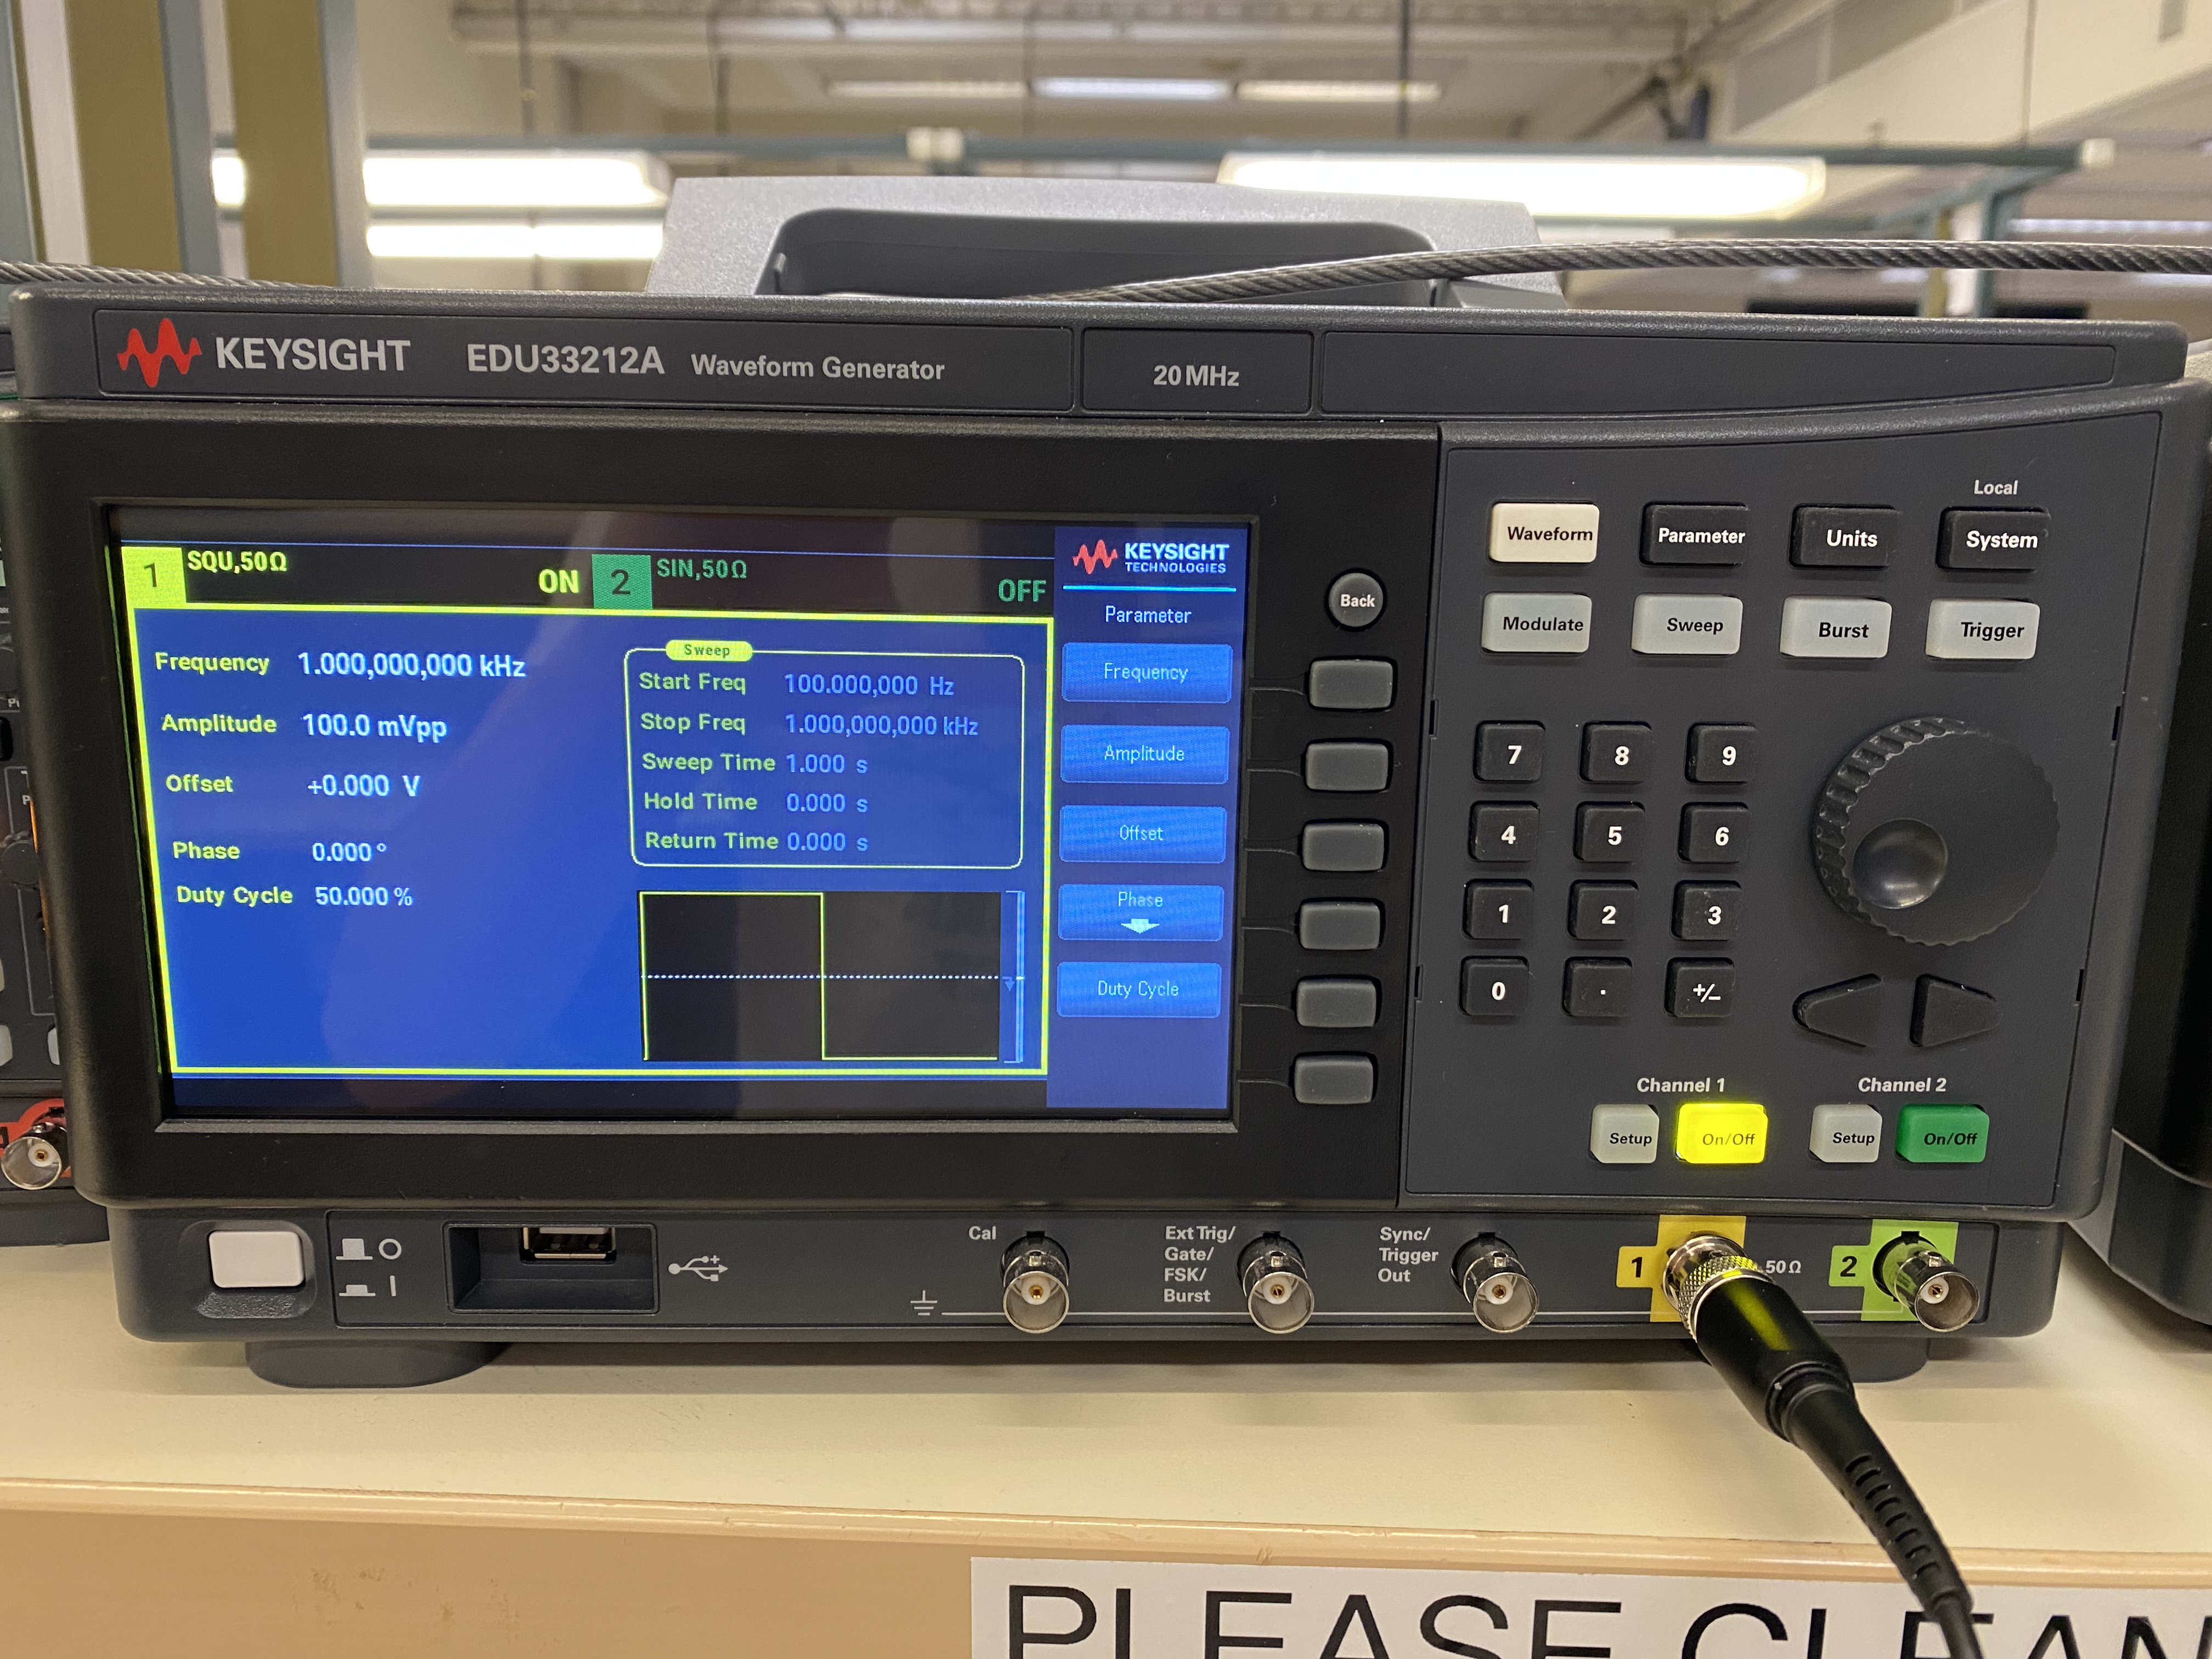 KEYSIGHT EDU33212A Waveform Generator 20 MHz
1 SQU,50Ω ON 2 SIN,50Ω OFF
KEYSIGHT
TECHNOLOGIES
Parameter
Frequency 1.000,000,000 kHz
Amplitude 100.0 mVpp
Offset +0.000 V
Phase 0.000 °
Duty Cycle 50.000 %
Sweep
Start Freq 100.000,000 Hz
Stop Freq 1.000,000,000 kHz
Sweep Time 1.000 s
Hold Time 0.000 s
Return Time 0.000 s
Frequency
Amplitude
Offset
Phase
Duty Cycle
Back
Local
Waveform Parameter Units System
Modulate Sweep Burst Trigger
7 8 9
4 5 6
1 2 3
0 . +/-
Channel 1 Channel 2
Setup On/Off Setup On/Off
Cal
Ext Trig/
Gate/
FSK/
Burst
Sync/
Trigger
Out
1 50Ω 2
PLEASE CLEAN